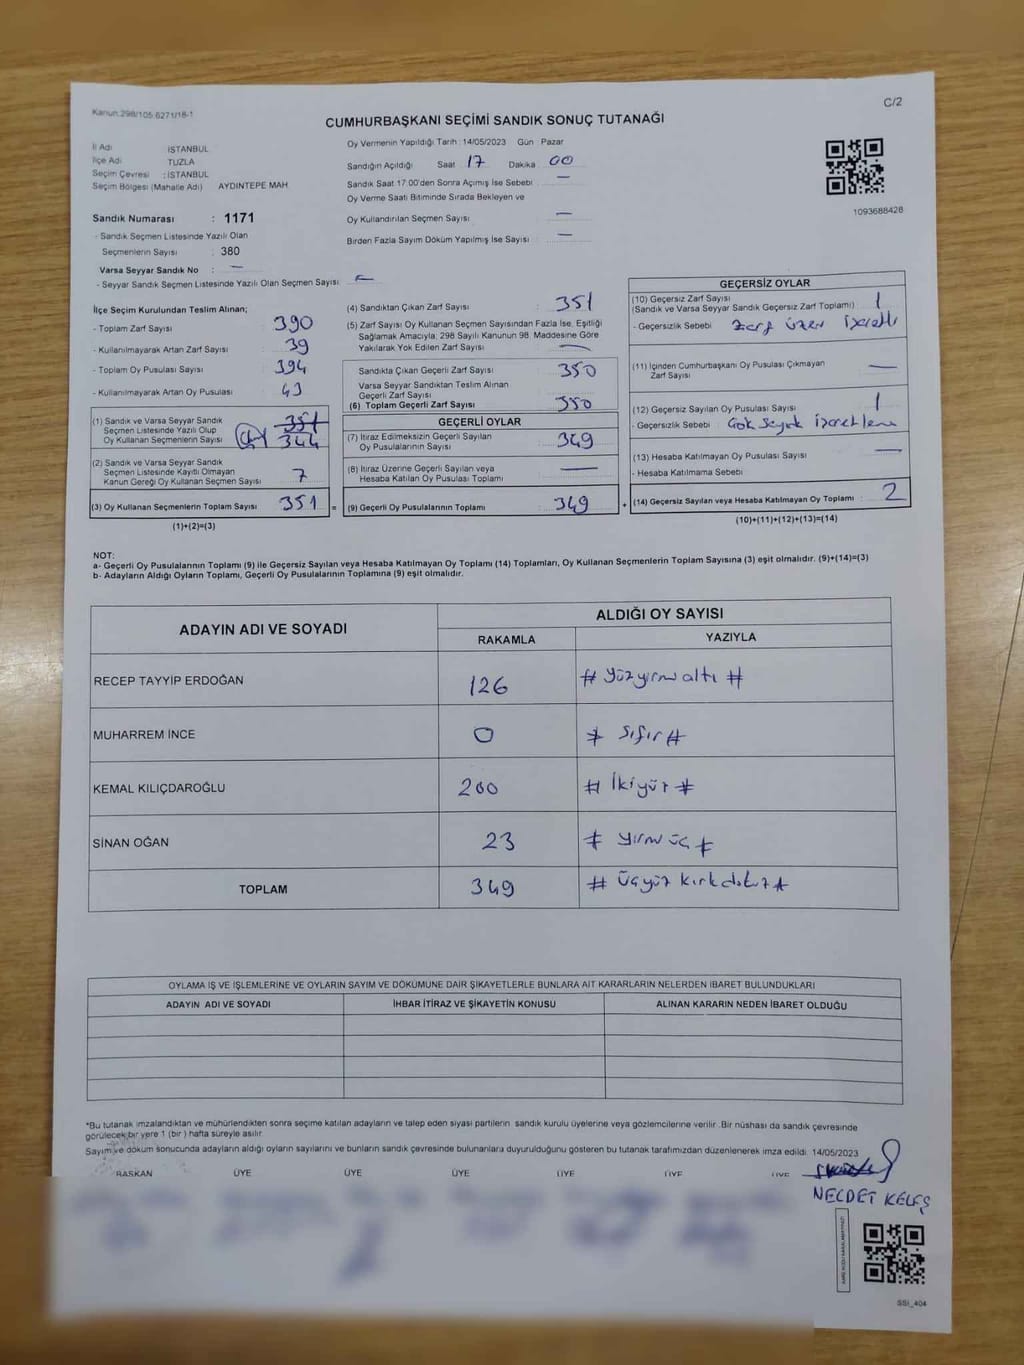 Kanun:298/105.6271/18-1
C/2
CUMHURBAŞKANI SEÇİMİ SANDIK SONUÇ TUTANAĞI
İl Adı İSTANBUL
İlçe Adı TUZLA
Seçim Çevresi : İSTANBUL
Seçim Bölgesi (Mahalle Adı) AYDINTEPE MAH.
Sandık Numarası : 1171
- Sandık Seçmen Listesinde Yazılı Olan
Seçmenlerin Sayısı : 380
Varsa Seyyar Sandık No : —
- Seyyar Sandık Seçmen Listesinde Yazılı Olan Seçmen Sayısı : —
Oy Vermenin Yapıldığı Tarih : 14/05/2023 Gün Pazar
Sandığın Açıldığı Saat 17 Dakika 00
Sandık Saat 17:00'den Sonra Açımış İse Sebebi : —
Oy Verme Saati Bitiminde Sırada Bekleyen ve
Oy Kullandırılan Seçmen Sayısı : —
Birden Fazla Sayım Döküm Yapılmış İse Sayısı : —
1093688428
İlçe Seçim Kurulundan Teslim Alınan;
- Toplam Zarf Sayısı : 390
- Kullanılmayarak Artan Zarf Sayısı : 39
- Toplam Oy Pusulası Sayısı : 394
- Kullanılmayarak Artan Oy Pusulası : 43
(1) Sandık ve Varsa Seyyar Sandık 351
Seçmen Listesinde Yazılı Olup
Oy Kullanan Seçmenlerin Sayısı 344
(2) Sandık ve Varsa Seyyar Sandık
Seçmen Listesinde Kayıtlı Olmayan
Kanun Gereği Oy Kullanan Seçmen Sayısı : 7
(3) Oy Kullanan Seçmenlerin Toplam Sayısı : 351 =
(1)+(2)=(3)
(4) Sandıktan Çıkan Zarf Sayısı : 351
(5) Zarf Sayısı Oy Kullanan Seçmen Sayısından Fazla İse, Eşitliği
Sağlamak Amacıyla, 298 Sayılı Kanunun 98. Maddesine Göre
Yakılarak Yok Edilen Zarf Sayısı : —
Sandıkta Çıkan Geçerli Zarf Sayısı : 350
Varsa Seyyar Sandıktan Teslim Alınan
Geçerli Zarf Sayısı
(6) Toplam Geçerli Zarf Sayısı : 350
GEÇERLİ OYLAR
(7) İtiraz Edilmeksizin Geçerli Sayılan
Oy Pusulasının Sayısı : 349
(8) İtiraz Üzerine Geçerli Sayılan veya
Hesaba Katılan Oy Pusulası Toplamı : —
(9) Geçerli Oy Pusulalarının Toplamı : 349 +
GEÇERSİZ OYLAR
(10) Geçersiz Zarf Sayısı
(Sandık ve Varsa Seyyar Sandık Geçersiz Zarf Toplamı) : 1
- Geçersizlik Sebebi : zarf üzeri işaretli
(11) İçinden Cumhurbaşkanı Oy Pusulası Çıkmayan
Zarf Sayısı : —
(12) Geçersiz Sayılan Oy Pusulası Sayısı : 1
- Geçersizlik Sebebi :
(13) Hesaba Katılmayan Oy Pusulası Sayısı : —
- Hesaba Katılmama Sebebi
(14) Geçersiz Sayılan veya Hesaba Katılmayan Oy Toplamı : 2
(10)+(11)+(12)+(13)=(14)
NOT:
a- Geçerli Oy Pusulalarının Toplamı (9) ile Geçersiz Sayılan veya Hesaba Katılmayan Oy Toplamı (14) Toplamları, Oy Kullanan Seçmenlerin Toplam Sayısına (3) eşit olmalıdır. (9)+(14)=(3)
b- Adayların Aldığı Oyların Toplamı, Geçerli Oy Pusulalarının Toplamına (9) eşit olmalıdır.
ADAYIN ADI VE SOYADI
ALDIĞI OY SAYISI
RAKAMLA YAZIYLA
RECEP TAYYİP ERDOĞAN 126 # yüzyirmialtı #
MUHARREM İNCE 0 # sıfır #
KEMAL KILIÇDAROĞLU 200 # İkiyüz #
SİNAN OĞAN 23 # yirmi üç #
TOPLAM 349 # üçyüz kırkdokuz #
OYLAMA İŞ VE İŞLEMLERİNE VE OYLARIN SAYIM VE DÖKÜMÜNE DAİR ŞİKAYETLERLE BUNLARA AİT KARARLARIN NELERDEN İBARET BULUNDUKLARI
ADAYIN ADI VE SOYADI İHBAR İTİRAZ VE ŞİKAYETİN KONUSU ALINAN KARARIN NEDEN İBARET OLDUĞU
*Bu tutanak imzalandıktan ve mühürlendikten sonra seçime katılan adayların ve talep eden siyasi partilerin sandık kurulu üyelerine veya gözlemcilerine verilir. Bir nüshası da sandık çevresinde
görülecek bir yere 1 (bir ) hafta süreyle asılır.
Sayım ve döküm sonucunda adayların aldığı oyların sayılarını ve bunların sandık çevresinde bulunanlara duyurulduğunu gösteren bu tutanak tarafımızdan düzenlenerek imza edildi. 14/05/2023
BAŞKAN ÜYE ÜYE ÜYE ÜYE ÜYE ÜYE
NECDET KELEŞ
SSI_404